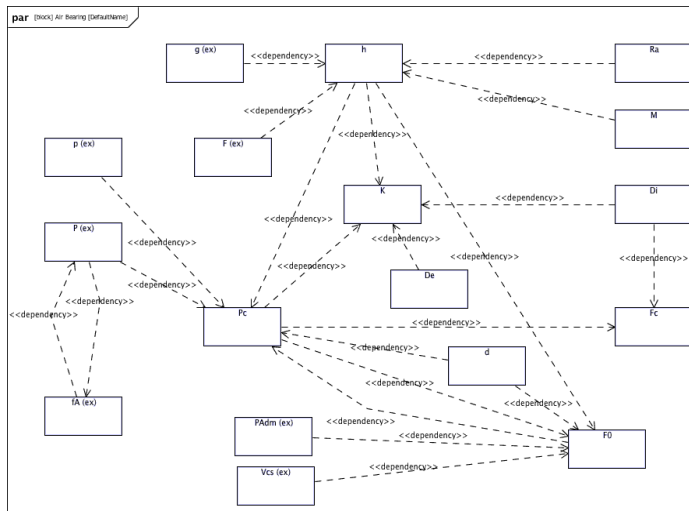 par [block] Air Bearing [DefaultName]
g (ex)
<<dependency>>
h
<<dependency>>
Ra
<<dependency>>
M
p (ex)
F (ex)
<<dependency>>
<<dependency>>
K
<<dependency>>
Di
P (ex)
<<dependency>>
<<dependency>>
<<dependency>>
<<dependency>>
<<dependency>>
<<dependency>>
De
<<dependency>>
<<dependency>>
<<dependency>>
<<dependency>>
Pc
<<dependency>>
Fc
<<dependency>>
d
<<dependency>>
<<dependency>>
fA (ex)
PAdm (ex)
<<dependency>>
<<dependency>>
F0
Vcs (ex)
<<dependency>>